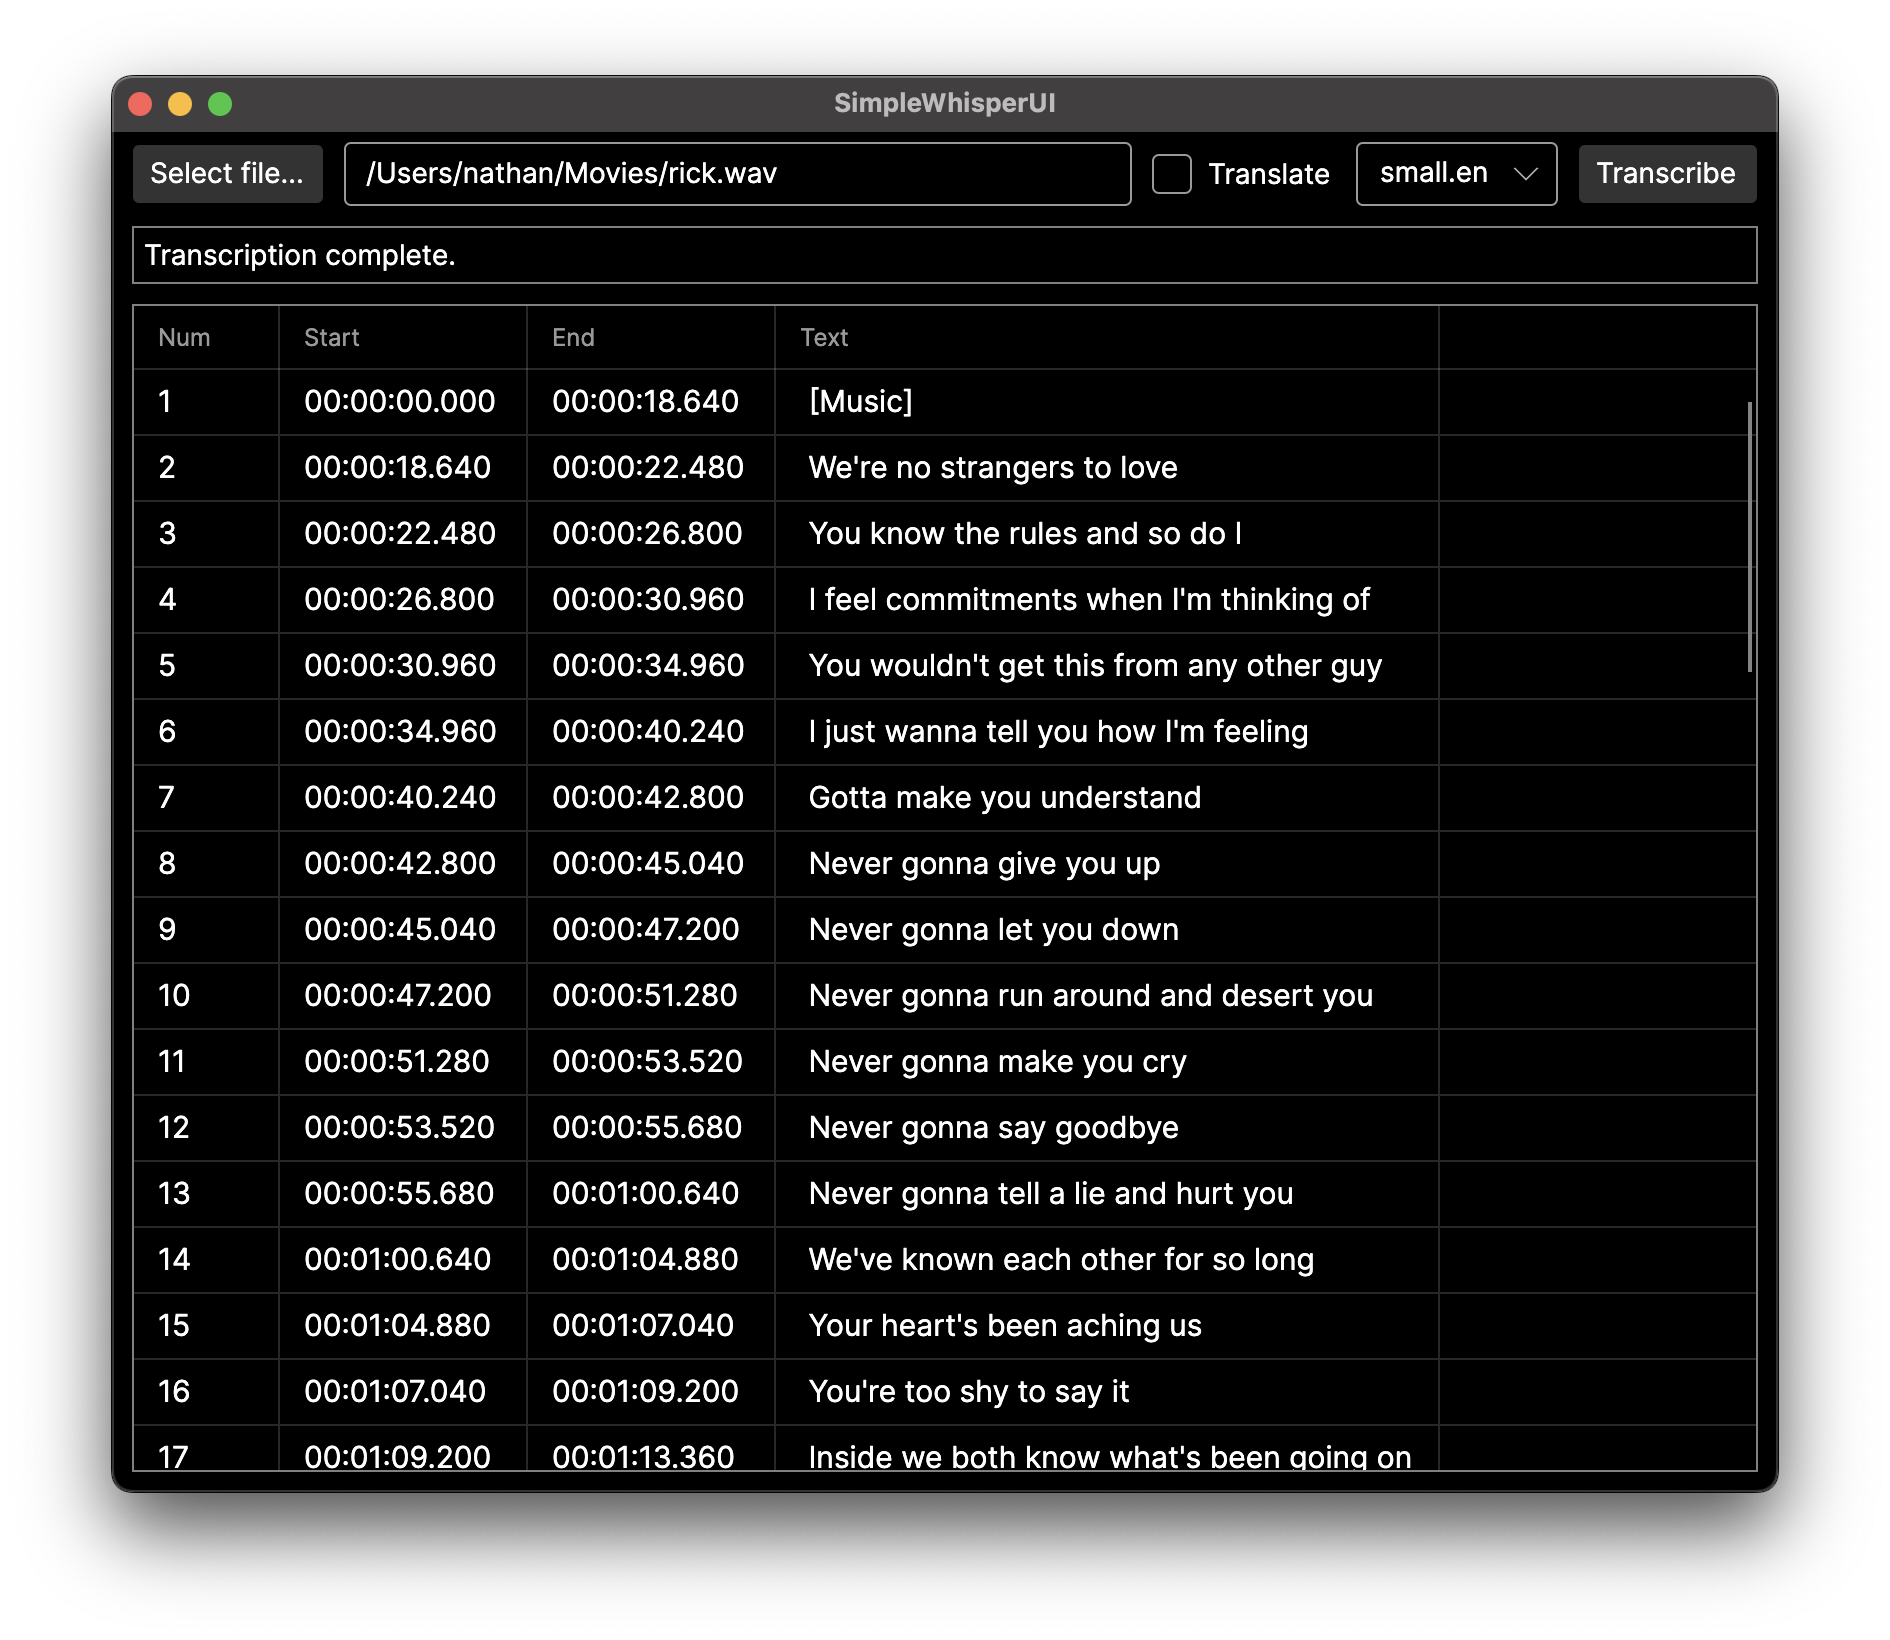 SimpleWhisperUI
Select file... /Users/nathan/Movies/rick.wav Translate small.en Transcribe
Transcription complete.
Num Start End Text
1 00:00:00.000 00:00:18.640 [Music]
2 00:00:18.640 00:00:22.480 We're no strangers to love
3 00:00:22.480 00:00:26.800 You know the rules and so do I
4 00:00:26.800 00:00:30.960 I feel commitments when I'm thinking of
5 00:00:30.960 00:00:34.960 You wouldn't get this from any other guy
6 00:00:34.960 00:00:40.240 I just wanna tell you how I'm feeling
7 00:00:40.240 00:00:42.800 Gotta make you understand
8 00:00:42.800 00:00:45.040 Never gonna give you up
9 00:00:45.040 00:00:47.200 Never gonna let you down
10 00:00:47.200 00:00:51.280 Never gonna run around and desert you
11 00:00:51.280 00:00:53.520 Never gonna make you cry
12 00:00:53.520 00:00:55.680 Never gonna say goodbye
13 00:00:55.680 00:01:00.640 Never gonna tell a lie and hurt you
14 00:01:00.640 00:01:04.880 We've known each other for so long
15 00:01:04.880 00:01:07.040 Your heart's been aching us
16 00:01:07.040 00:01:09.200 You're too shy to say it
17 00:01:09.200 00:01:13.360 Inside we both know what's been going on